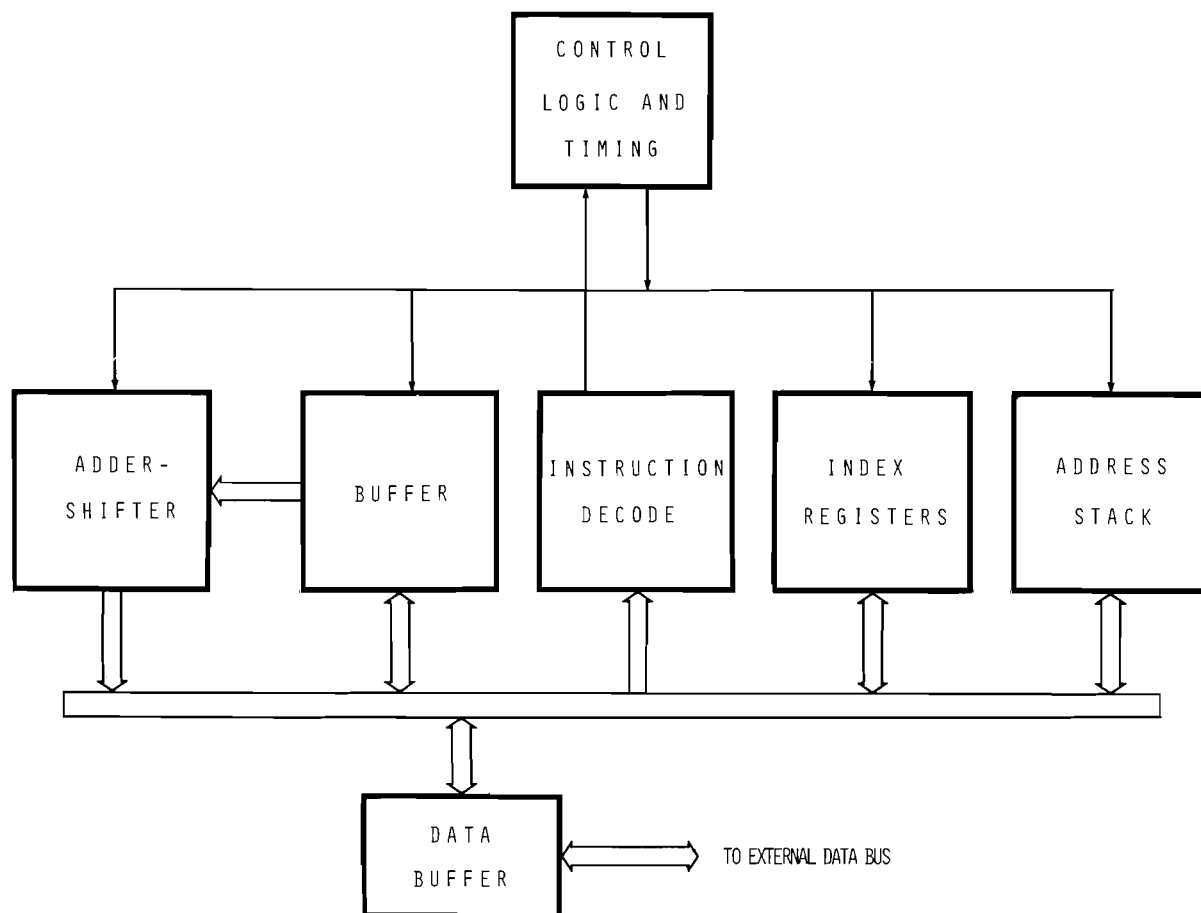 CONTROL
LOGIC AND
TIMING
ADDER-
SHIFTER
BUFFER
INSTRUCTION
DECODE
INDEX
REGISTERS
ADDRESS
STACK
DATA
BUFFER
TO EXTERNAL DATA BUS